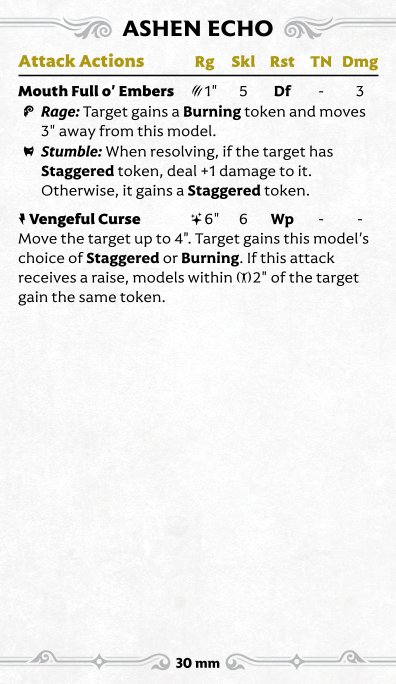 ASHEN ECHO
Attack Actions Rg Skl Rst TN Dmg
Mouth Full o’ Embers 1" 5 Df - 3
Rage: Target gains a Burning token and moves
3" away from this model.
Stumble: When resolving, if the target has
Staggered token, deal +1 damage to it.
Otherwise, it gains a Staggered token.
Vengeful Curse 6" 6 Wp - -
Move the target up to 4". Target gains this model’s
choice of Staggered or Burning. If this attack
receives a raise, models within 2" of the target
gain the same token.
30 mm